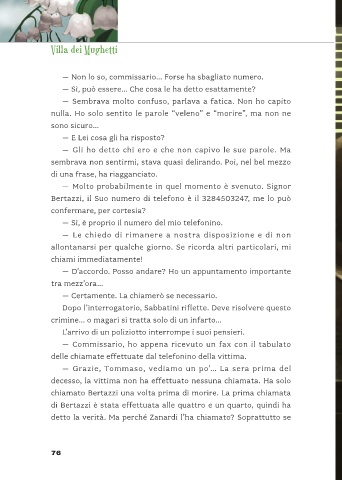 Villa dei Mughetti
— Non lo so, commissario... Forse ha sbagliato numero.
— Sì, può essere... Che cosa le ha detto esattamente?
— Sembrava molto confuso, parlava a fatica. Non ho capito
nulla. Ho solo sentito le parole “veleno” e “morire”, ma non ne
sono sicuro...
— E Lei cosa gli ha risposto?
— Gli ho detto chi ero e che non capivo le sue parole. Ma
sembrava non sentirmi, stava quasi delirando. Poi, nel bel mezzo
di una frase, ha riagganciato.
— Molto probabilmente in quel momento è svenuto. Signor
Bertazzi, il Suo numero di telefono è il 3284503247, me lo può
confermare, per cortesia?
— Sì, è proprio il numero del mio telefonino.
— Le chiedo di rimanere a nostra disposizione e di non
allontanarsi per qualche giorno. Se ricorda altri particolari, mi
chiami immediatamente!
— D’accordo. Posso andare? Ho un appuntamento importante
tra mezz’ora...
— Certamente. La chiamerò se necessario.
Dopo l’interrogatorio, Sabbatini riflette. Deve risolvere questo
crimine... o magari si tratta solo di un infarto...
L’arrivo di un poliziotto interrompe i suoi pensieri.
— Commissario, ho appena ricevuto un fax con il tabulato
delle chiamate effettuate dal telefonino della vittima.
— Grazie, Tommaso, vediamo un po’... La sera prima del
decesso, la vittima non ha effettuato nessuna chiamata. Ha solo
chiamato Bertazzi una volta prima di morire. La prima chiamata
di Bertazzi è stata effettuata alle quattro e un quarto, quindi ha
detto la verità. Ma perché Zanardi l’ha chiamato? Soprattutto se
76